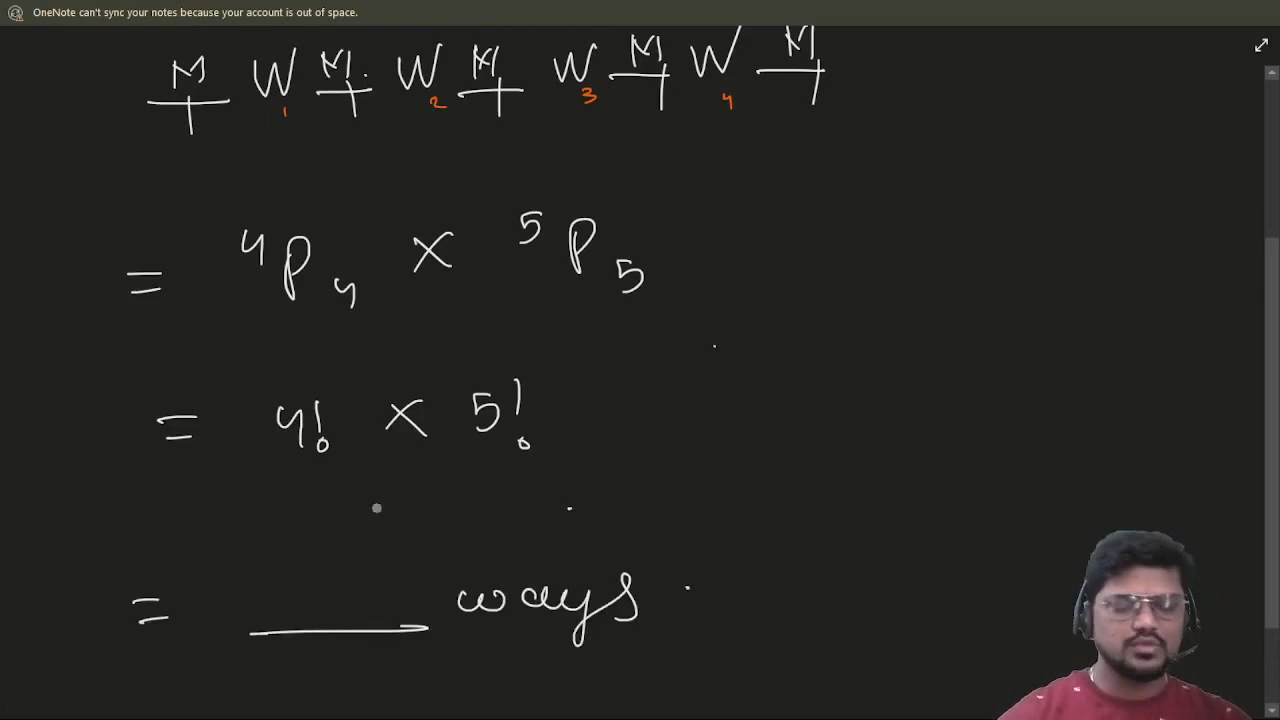 OneNote can't sync your notes because your account is out of space.
M W M W M W M W M
1 2 3 4
= ⁴P₄ × ⁵P₅
= 4! × 5!
= ____ ways